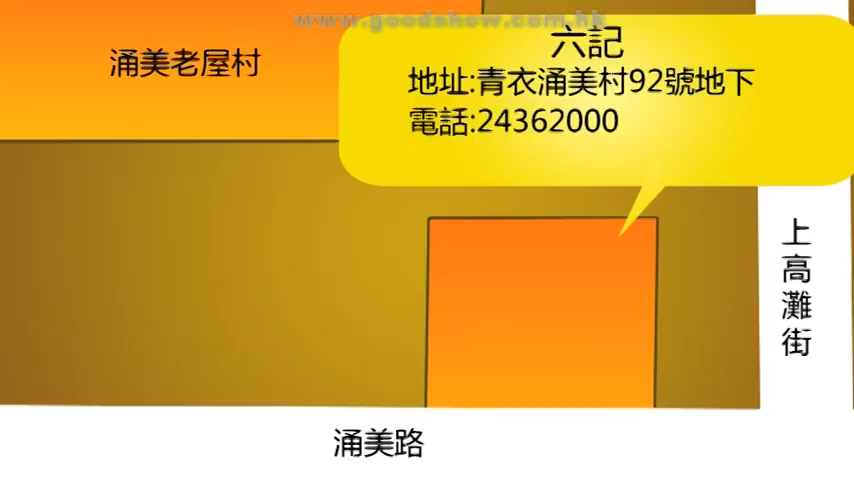 www.goodshow.com.hk
六記
涌美老屋村
地址:青衣涌美村92號地下
電話:24362000
上高灘街
涌美路